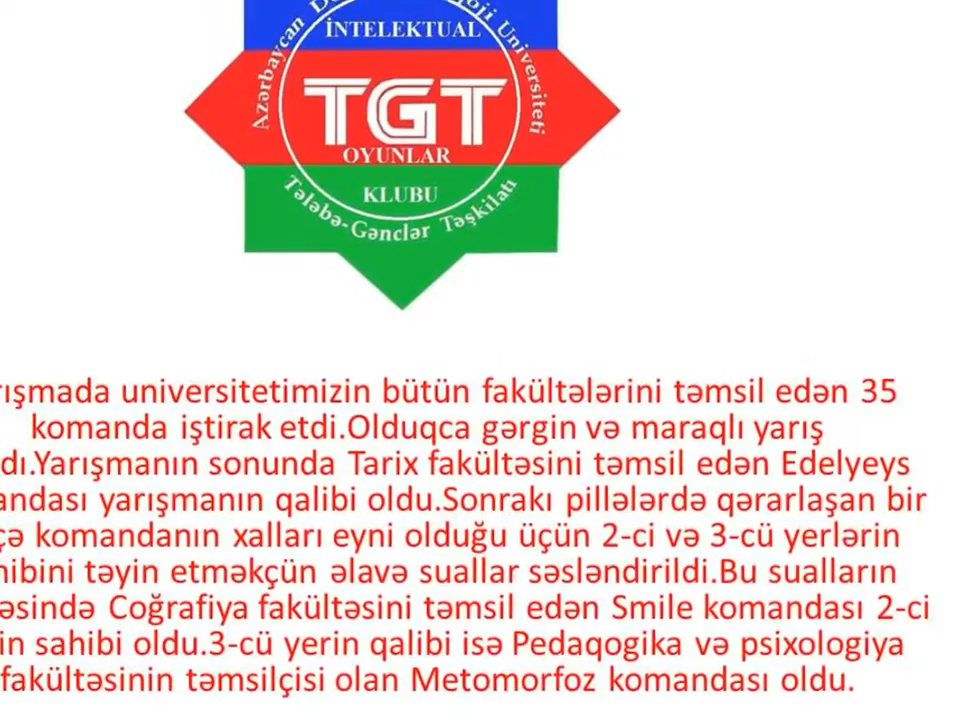 Azərbaycan Universiteti
İNTELEKTUAL
TGT
OYUNLAR
KLUBU
Tələbə-Gənclər Təşkilatı
universitetimizin bütün fakültələrini təmsil edən 35
komanda iştirak etdi.Olduqca gərgin və maraqlı yarış
Yarışmanın sonunda Tarix fakültəsini təmsil edən Edelyeys
yarışmanın qalibi oldu.Sonrakı pillələrdə qərarlaşan bir
komandanın xalları eyni olduğu üçün 2-ci və 3-cü yerlərin
təyin etməkçün əlavə suallar səsləndirildi.Bu sualların
Coğrafiya fakültəsini təmsil edən Smile komandası 2-ci
sahibi oldu.3-cü yerin qalibi isə Pedaqogika və psixologiya
fakültəsinin təmsilçisi olan Metomorfoz komandası oldu.